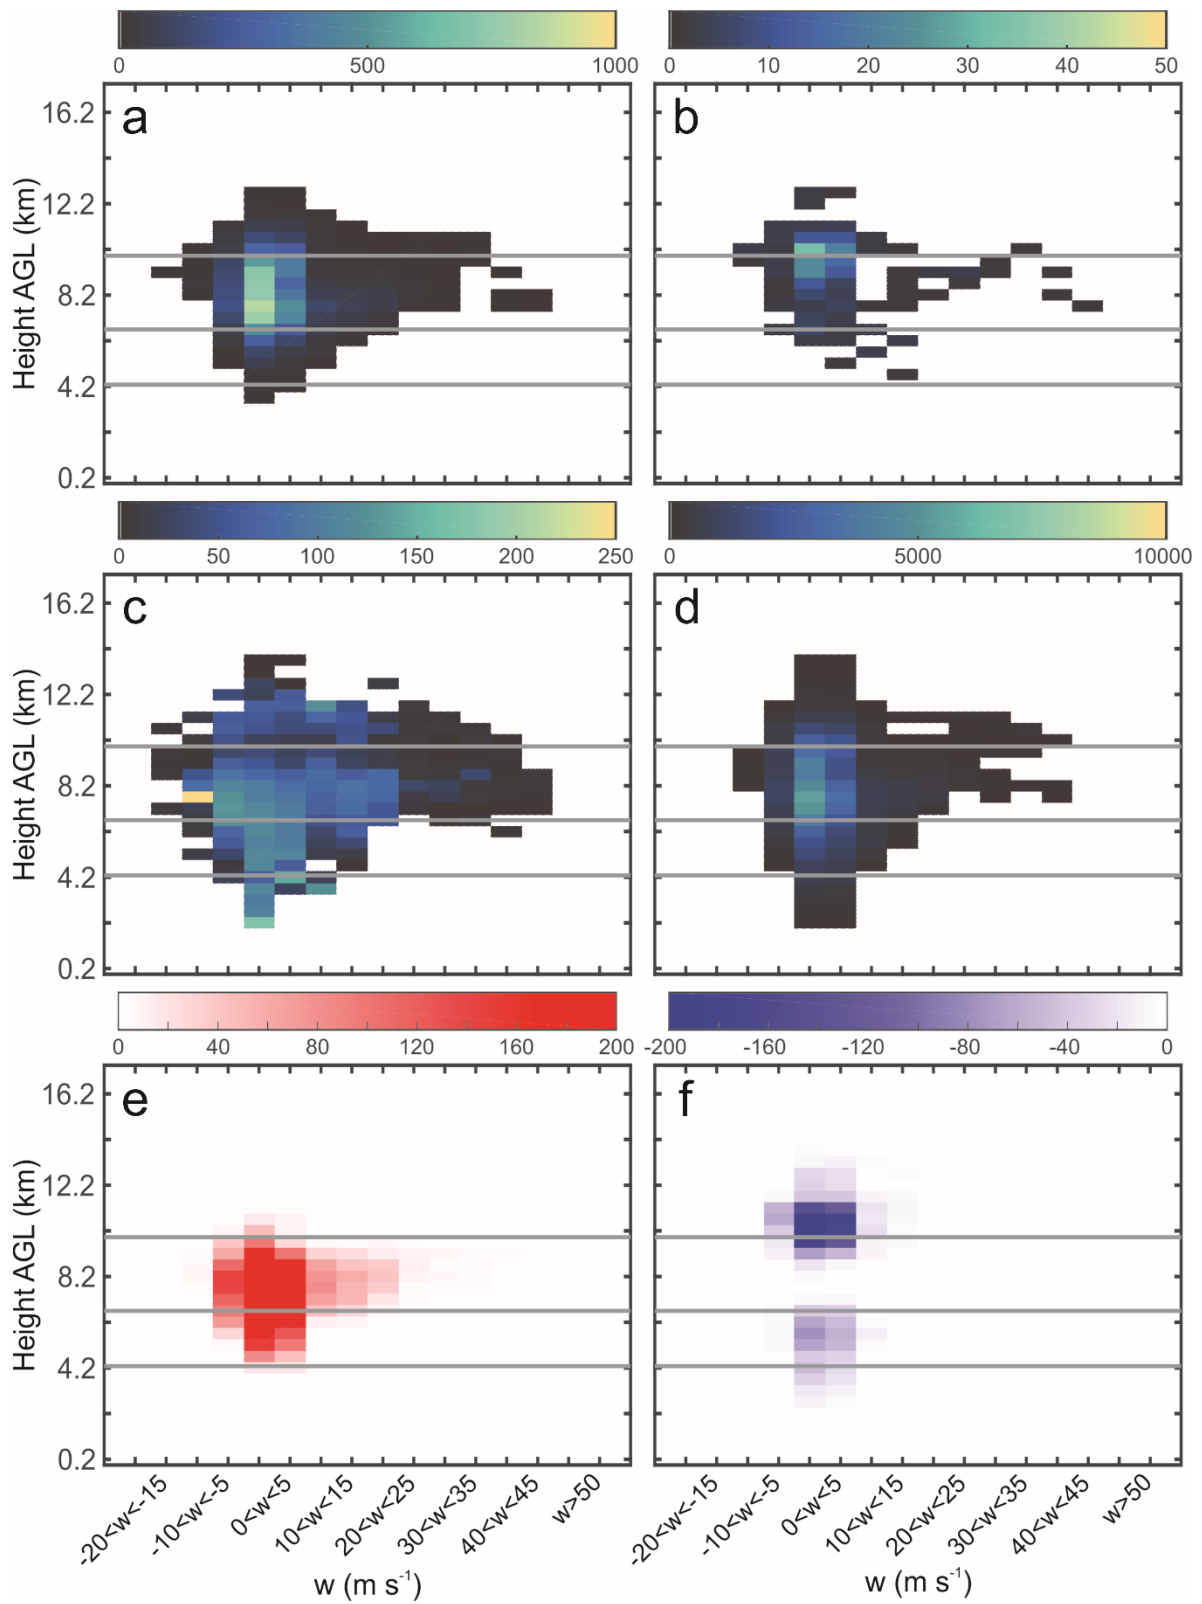 0 500 1000
0 10 20 30 40 50
a
b
Height AGL (km)
16.2
12.2
8.2
4.2
0.2
0 50 100 150 200 250
0 5000 10000
c
d
Height AGL (km)
16.2
12.2
8.2
4.2
0.2
0 40 80 120 160 200
-200 -160 -120 -80 -40 0
e
f
Height AGL (km)
16.2
12.2
8.2
4.2
0.2
-20<w<-15
-10<w<-5
0<w<5
10<w<15
20<w<25
30<w<35
40<w<45
w>50
-20<w<-15
-10<w<-5
0<w<5
10<w<15
20<w<25
30<w<35
40<w<45
w>50
w (m s⁻¹)
w (m s⁻¹)